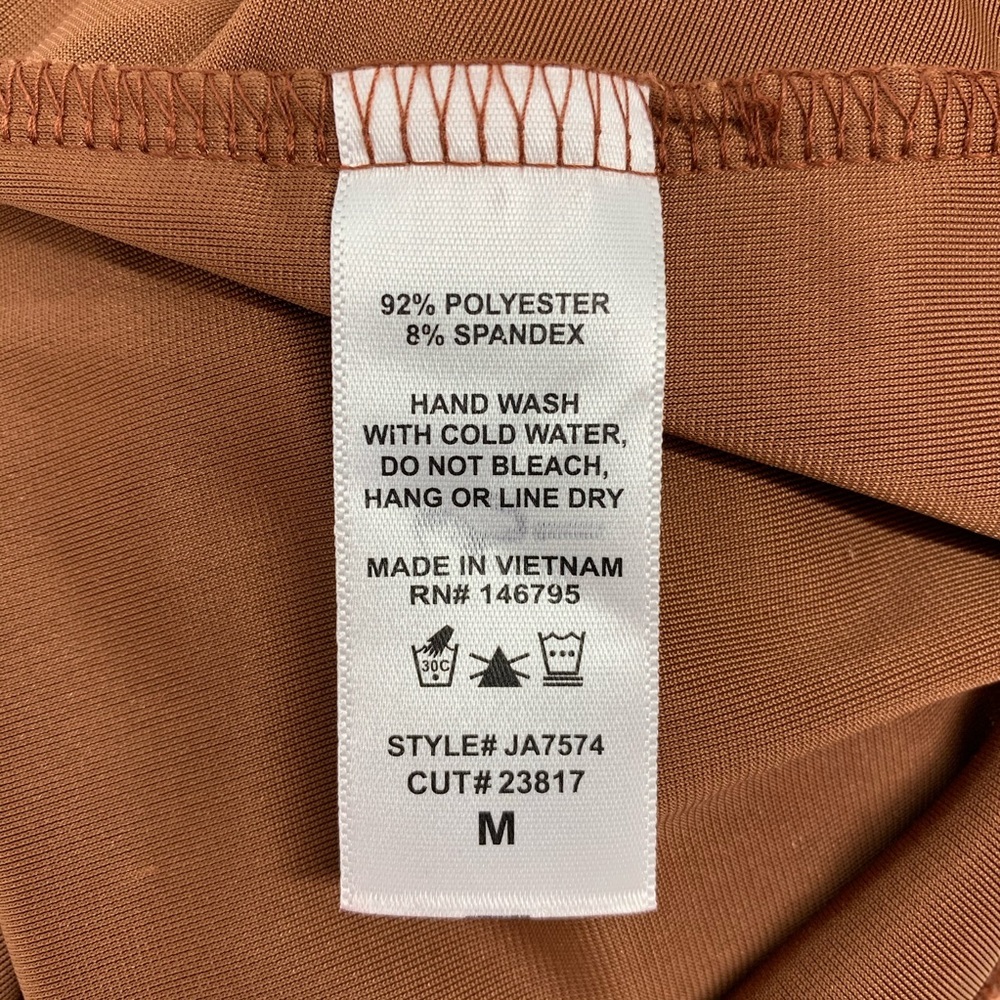 92% POLYESTER
8% SPANDEX
HAND WASH
WiTH COLD WATER,
DO NOT BLEACH,
HANG OR LINE DRY
MADE IN VIETNAM
RN# 146795
30C
STYLE# JA7574
CUT# 23817
M